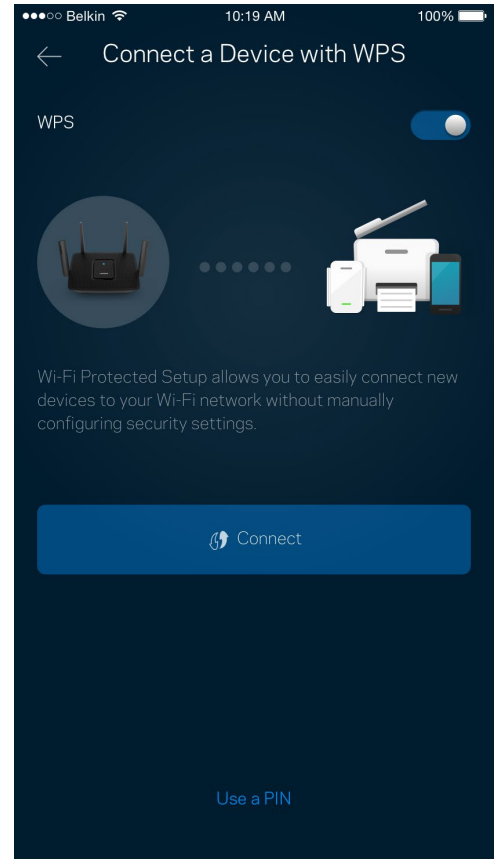 Belkin 10:19 AM 100%
Connect a Device with WPS
WPS
Wi-Fi Protected Setup allows you to easily connect new
devices to your Wi-Fi network without manually
configuring security settings.
Connect
Use a PIN